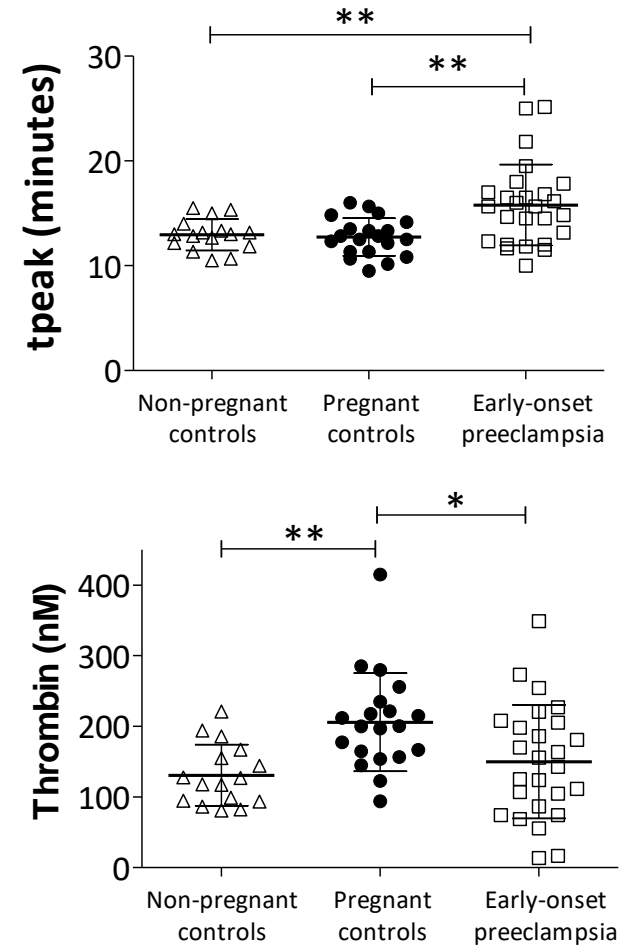 **
**
tpeak (minutes)
30
20
10
0
Non-pregnant controls
Pregnant controls
Early-onset preeclampsia
*
**
Thrombin (nM)
400
300
200
100
0
Non-pregnant controls
Pregnant controls
Early-onset preeclampsia